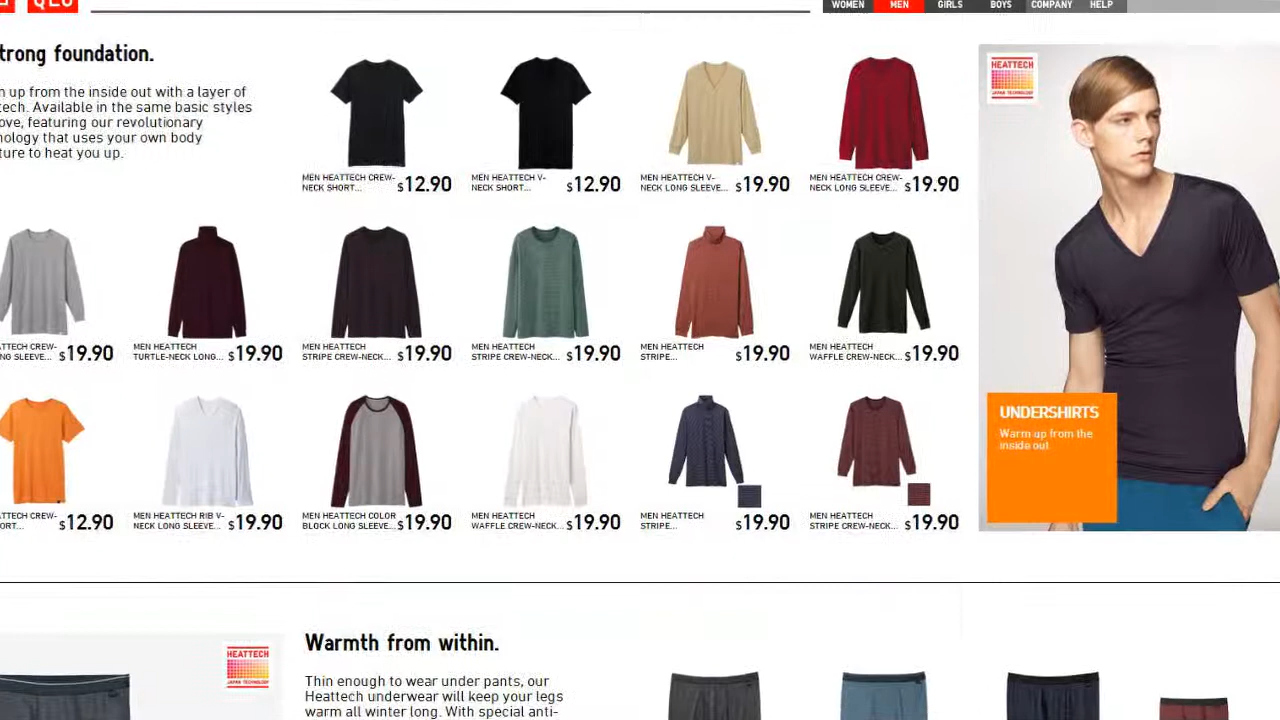 QLO
WOMEN MEN GIRLS BOYS COMPANY HELP
trong foundation.
n up from the inside out with a layer of
tech. Available in the same basic styles
ove, featuring our revolutionary
nology that uses your own body
ture to heat you up.
MEN HEATTECH CREW-
NECK SHORT... $12.90
MEN HEATTECH V-
NECK SHORT... $12.90
MEN HEATTECH V-
NECK LONG SLEEVE... $19.90
MEN HEATTECH CREW-
NECK LONG SLEEVE... $19.90
HEATTECH
JAPAN TECHNOLOGY
ATTECH CREW-
NG SLEEVE... $19.90
MEN HEATTECH
TURTLE-NECK LONG... $19.90
MEN HEATTECH
STRIPE CREW-NECK... $19.90
MEN HEATTECH
STRIPE CREW-NECK... $19.90
MEN HEATTECH
STRIPE... $19.90
MEN HEATTECH
WAFFLE CREW-NECK... $19.90
UNDERSHIRTS
Warm up from the
inside out
TTECH CREW-
ORT... $12.90
MEN HEATTECH RIB V-
NECK LONG SLEEVE... $19.90
MEN HEATTECH COLOR
BLOCK LONG SLEEVE... $19.90
MEN HEATTECH
WAFFLE CREW-NECK... $19.90
MEN HEATTECH
STRIPE... $19.90
MEN HEATTECH
STRIPE CREW-NECK... $19.90
HEATTECH
JAPAN TECHNOLOGY
Warmth from within.
Thin enough to wear under pants, our
Heattech underwear will keep your legs
warm all winter long. With special anti-